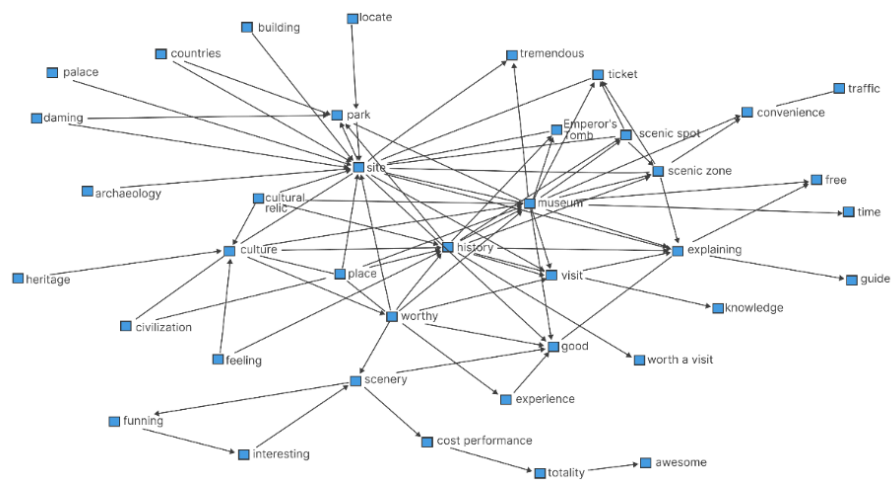 locate
building
countries
tremendous
palace
ticket
traffic
daming
park
convenience
Emperor's
Tomb
scenic spot
site
scenic zone
free
archaeology
cultural
relic
museum
time
culture
history
explaining
heritage
place
visit
guide
knowledge
civilization
worthy
feeling
good
worth a visit
scenery
experience
funning
interesting
cost performance
totality
awesome